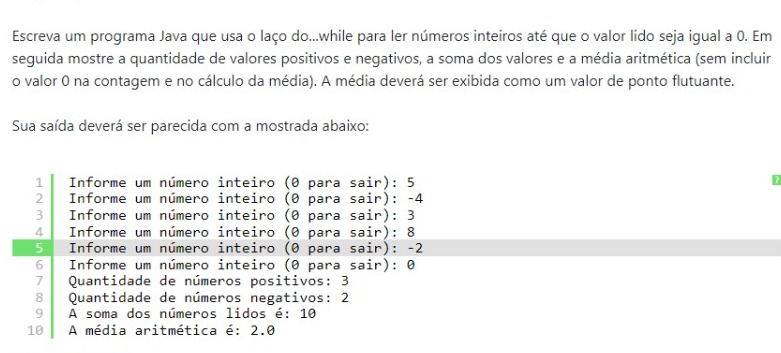 Escreva um programa Java que usa o laço do...while para ler números inteiros até que o valor lido seja igual a 0. Em
seguida mostre a quantidade de valores positivos e negativos, a soma dos valores e a média aritmética (sem incluir
o valor 0 na contagem e no cálculo da média). A média deverá ser exibida como um valor de ponto flutuante.
Sua saída deverá ser parecida com a mostrada abaixo:
1 Informe um número inteiro (0 para sair): 5
2 Informe um número inteiro (0 para sair): -4
3 Informe um número inteiro (0 para sair): 3
4 Informe um número inteiro (0 para sair): 8
5 Informe um número inteiro (0 para sair): -2
6 Informe um número inteiro (0 para sair): 0
7 Quantidade de números positivos: 3
8 Quantidade de números negativos: 2
9 A soma dos números lidos é: 10
10 A média aritmética é: 2.0
?